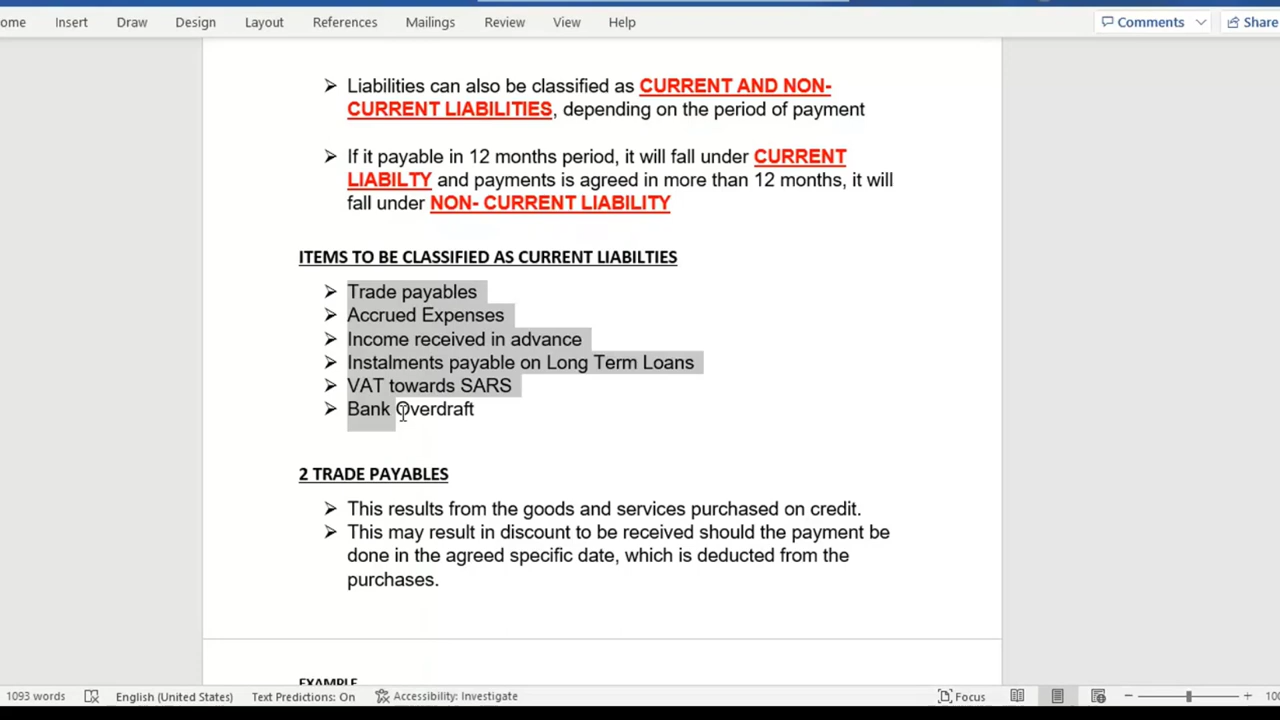 ome Insert Draw Design Layout References Mailings Review View Help Comments Share
➢ Liabilities can also be classified as CURRENT AND NON-
CURRENT LIABILITIES, depending on the period of payment
➢ If it payable in 12 months period, it will fall under CURRENT
LIABILTY and payments is agreed in more than 12 months, it will
fall under NON- CURRENT LIABILITY
ITEMS TO BE CLASSIFIED AS CURRENT LIABILTIES
➢ Trade payables
➢ Accrued Expenses
➢ Income received in advance
➢ Instalments payable on Long Term Loans
➢ VAT towards SARS
➢ Bank Overdraft
2 TRADE PAYABLES
➢ This results from the goods and services purchased on credit.
➢ This may result in discount to be received should the payment be
done in the agreed specific date, which is deducted from the
purchases.
EXAMPLE
1093 words English (United States) Text Predictions: On Accessibility: Investigate Focus 100